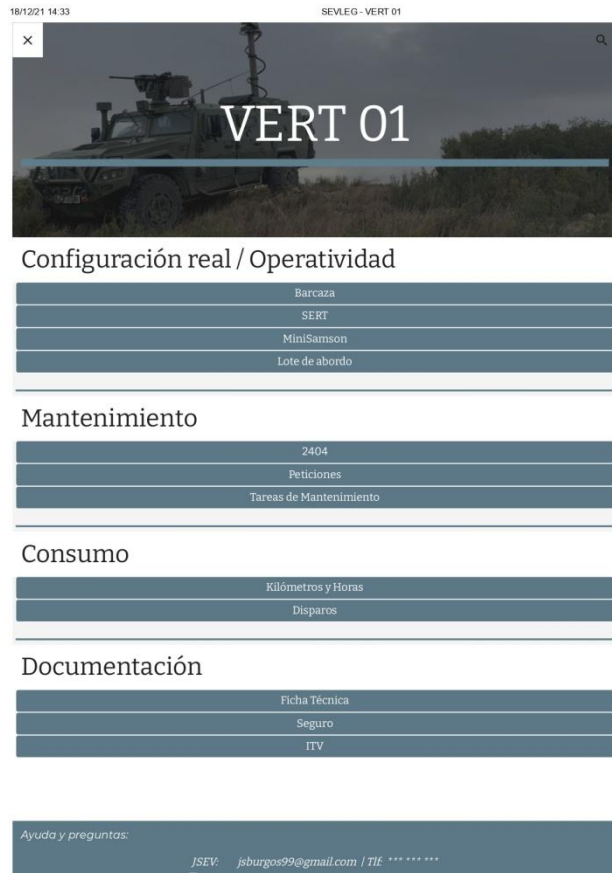 18/12/21 14:33 SEVLEG - VERT 01
VERT 01
Configuración real / Operatividad
Barcaza
SERT
MiniSamson
Lote de abordo
Mantenimiento
2404
Peticiones
Tareas de Mantenimiento
Consumo
Kilómetros y Horas
Disparos
Documentación
Ficha Técnica
Seguro
ITV
Ayuda y preguntas:
JSEV: jsburgos99@gmail.com | Tlf: *** *** ***